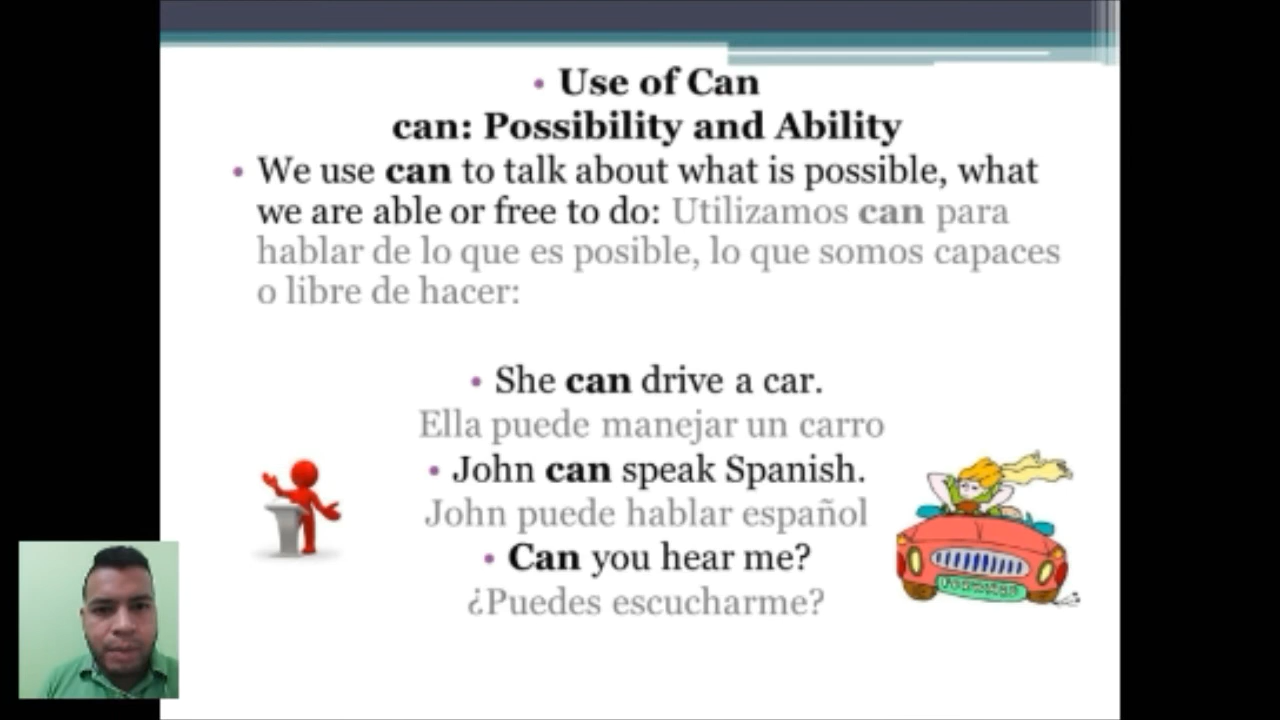 • Use of Can
can: Possibility and Ability
• We use can to talk about what is possible, what
we are able or free to do: Utilizamos can para
hablar de lo que es posible, lo que somos capaces
o libre de hacer:
• She can drive a car.
Ella puede manejar un carro
• John can speak Spanish.
John puede hablar español
• Can you hear me?
¿Puedes escucharme?